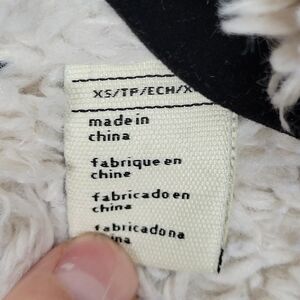 XS/TP/ECH/X
made in
china
fabrique en
chine
fabricado en
china
fabricado na